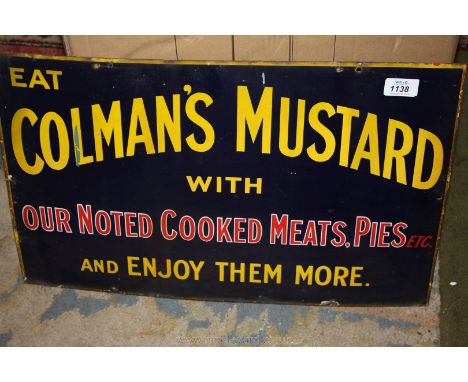 EAT
1138
COLMAN'S MUSTARD
WITH
OUR NOTED COOKED MEATS, PIES ETC.
AND ENJOY THEM MORE.